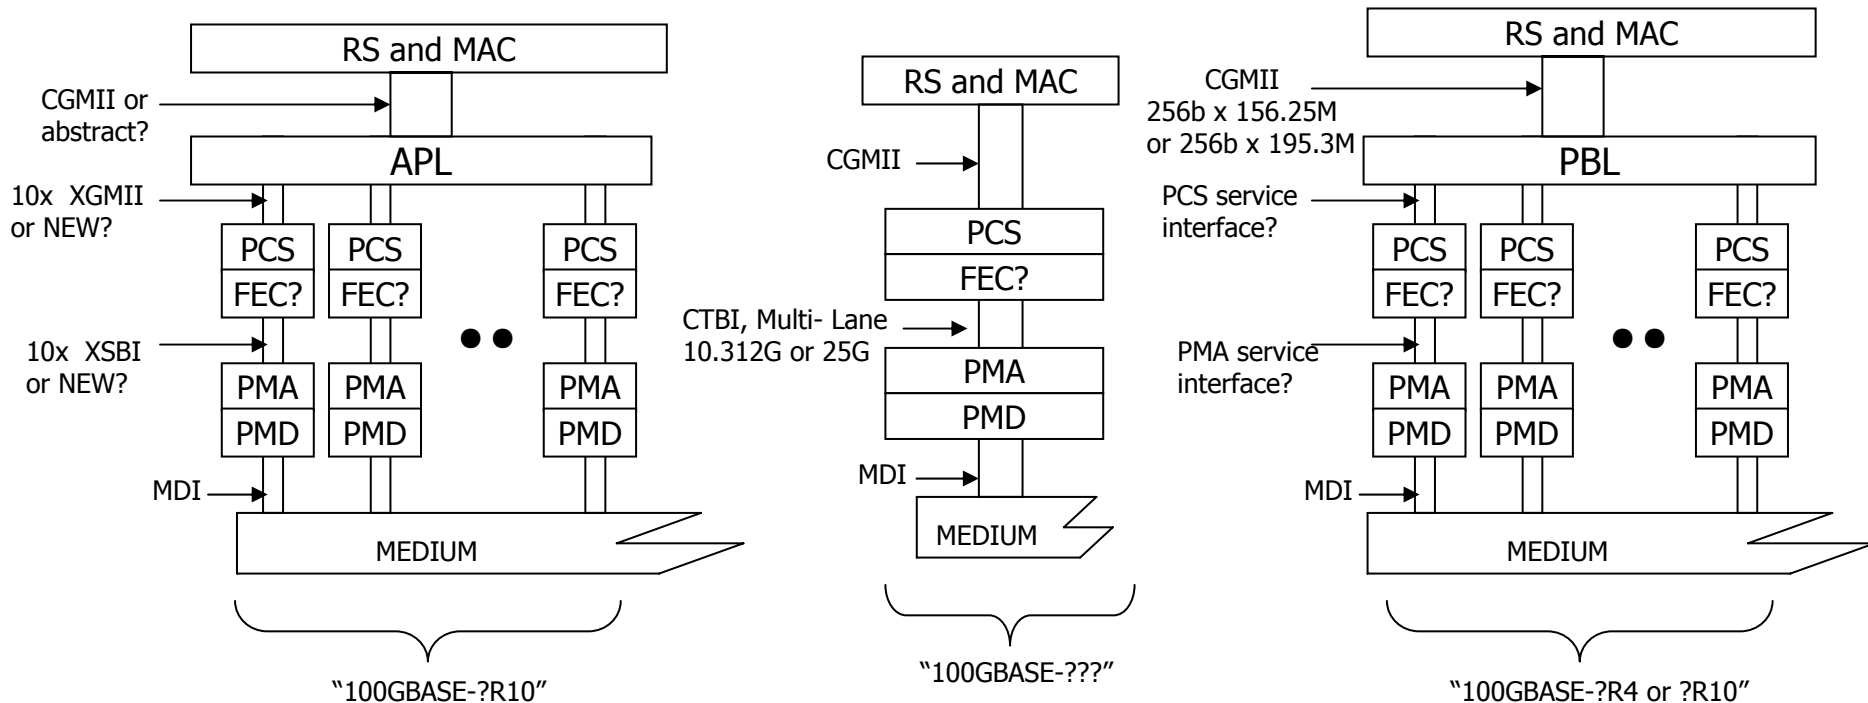 RS and MAC
CGMII or
abstract?
APL
10x XGMII
or NEW?
PCS PCS PCS
FEC? FEC? FEC?
10x XSBI
or NEW?
PMA PMA PMA
PMD PMD PMD
MDI
MEDIUM
“100GBASE-?R10”
RS and MAC
CGMII
PCS
FEC?
CTBI, Multi- Lane
10.312G or 25G
PMA
PMD
MDI
MEDIUM
“100GBASE-???”
RS and MAC
CGMII
256b x 156.25M
or 256b x 195.3M
PBL
PCS service
interface?
PCS PCS PCS
FEC? FEC? FEC?
PMA service
interface?
PMA PMA PMA
PMD PMD PMD
MDI
MEDIUM
“100GBASE-?R4 or ?R10”